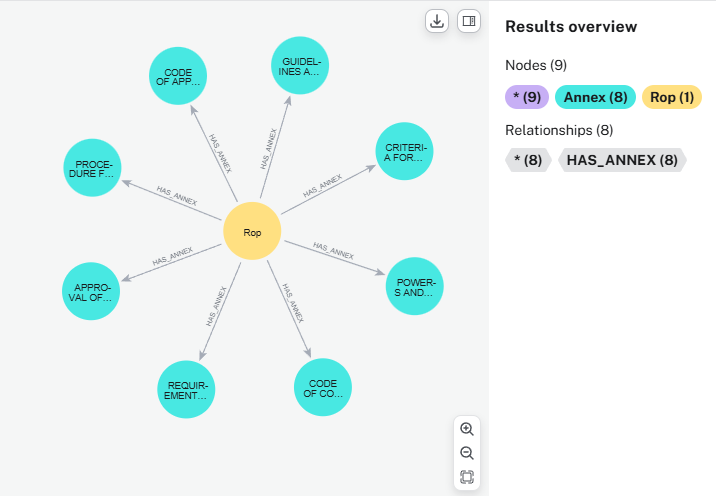 CODE
OF APP...
GUIDEL-
INES A...
CRITERI-
A FOR...
PROCE-
DURE F...
Rop
POWER-
S AND...
APPRO-
VAL OF...
REQUIR-
EMENT...
CODE
OF CO...
HAS_ANNEX
HAS_ANNEX
HAS_ANNEX
HAS_ANNEX
HAS_ANNEX
HAS_ANNEX
HAS_ANNEX
HAS_ANNEX
Results overview
Nodes (9)
* (9) Annex (8) Rop (1)
Relationships (8)
* (8) HAS_ANNEX (8)